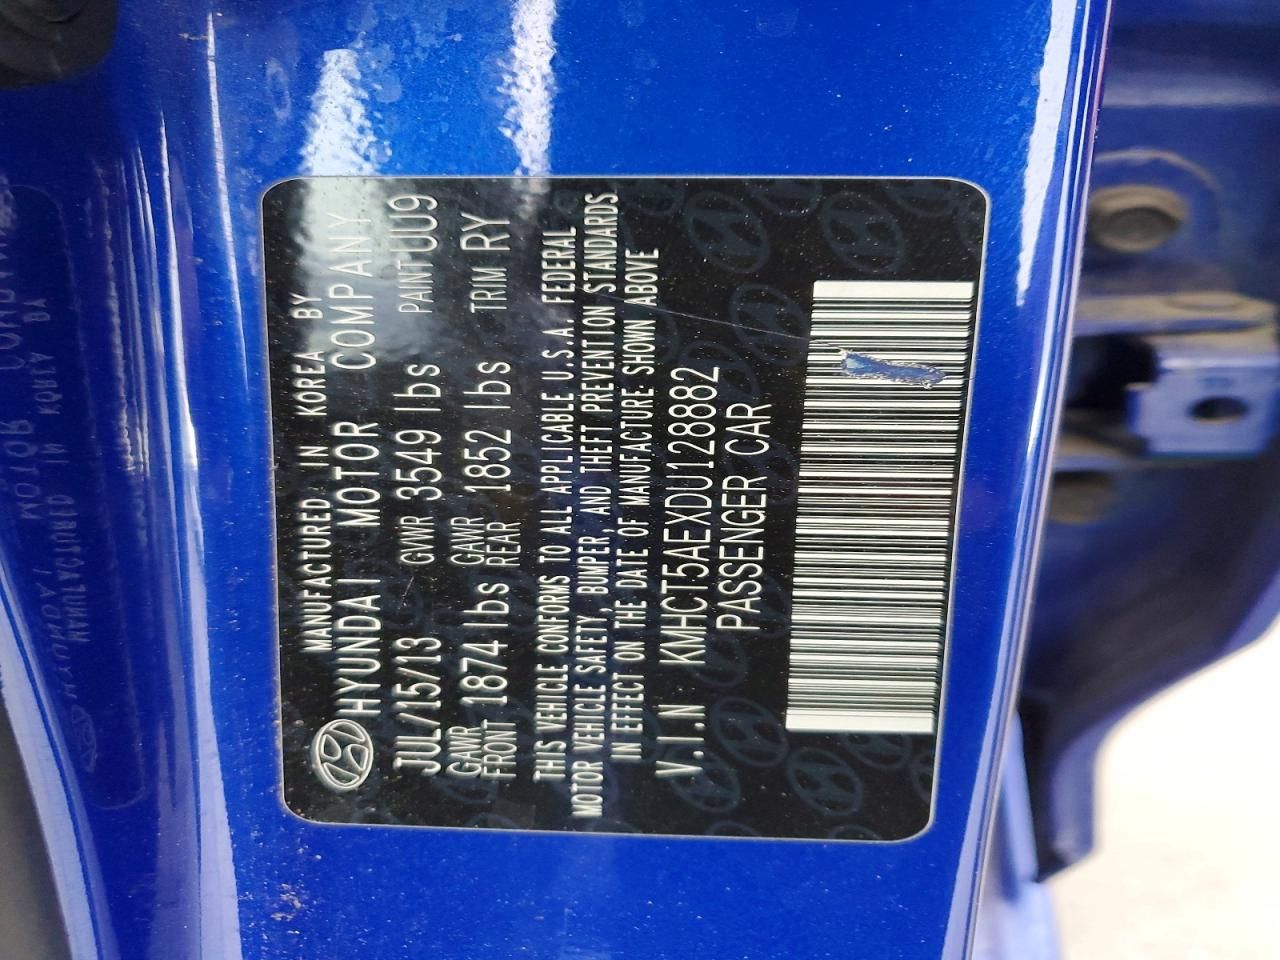 MANUFACTURED IN KOREA BY
HYUNDAI MOTOR COMPANY
JUL/15/13 GVWR 3549 lbs PAINT UU9
GAWR FRONT 1874 lbs GAWR REAR 1852 lbs TRIM RY
THIS VEHICLE CONFORMS TO ALL APPLICABLE U.S.A. FEDERAL
MOTOR VEHICLE SAFETY, BUMPER, AND THEFT PREVENTION STANDARDS
IN EFFECT ON THE DATE OF MANUFACTURE SHOWN ABOVE
V.I.N KMHCT5AEXDU128882
PASSENGER CAR